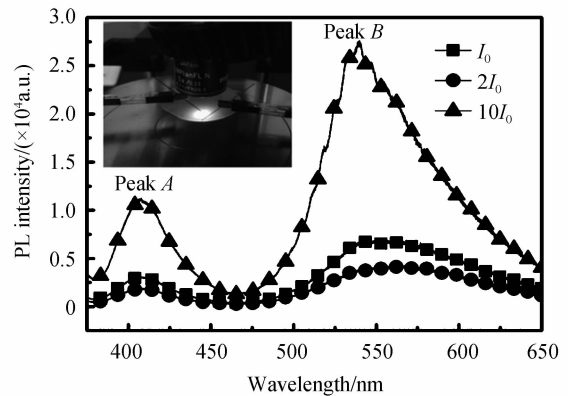 Peak B
3.0
2.5
2.0
1.5
1.0
0.5
0
PL intensity/(×10⁴a.u.)
I₀
2I₀
10I₀
Peak A
400 450 500 550 600 650
Wavelength/nm